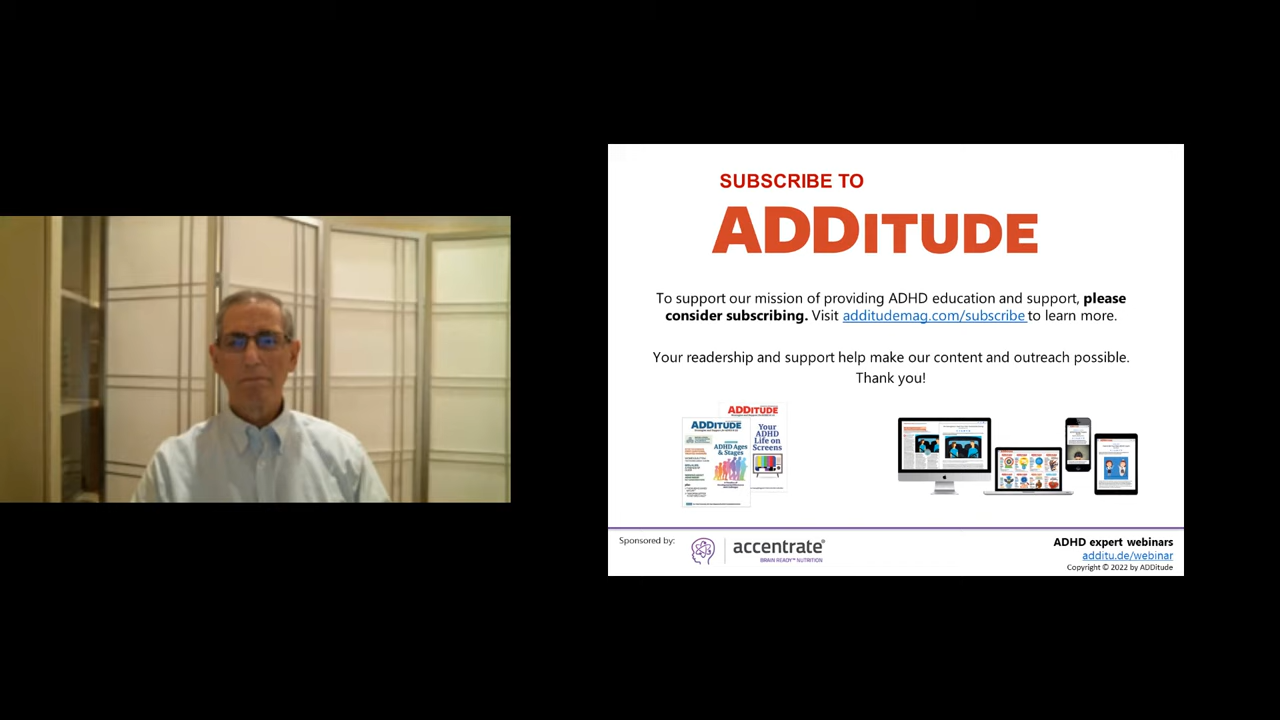 SUBSCRIBE TO
ADDITUDE
To support our mission of providing ADHD education and support, please
consider subscribing. Visit additudemag.com/subscribe to learn more.
Your readership and support help make our content and outreach possible.
Thank you!
ADDITUDE
ADDITUDE
Your
ADHD
Life on
Screens
ADHD Ages
& Stages
Sponsored by:
accentrate®
BRAIN READY™ NUTRITION
ADHD expert webinars
additu.de/webinar
Copyright © 2022 by ADDitude